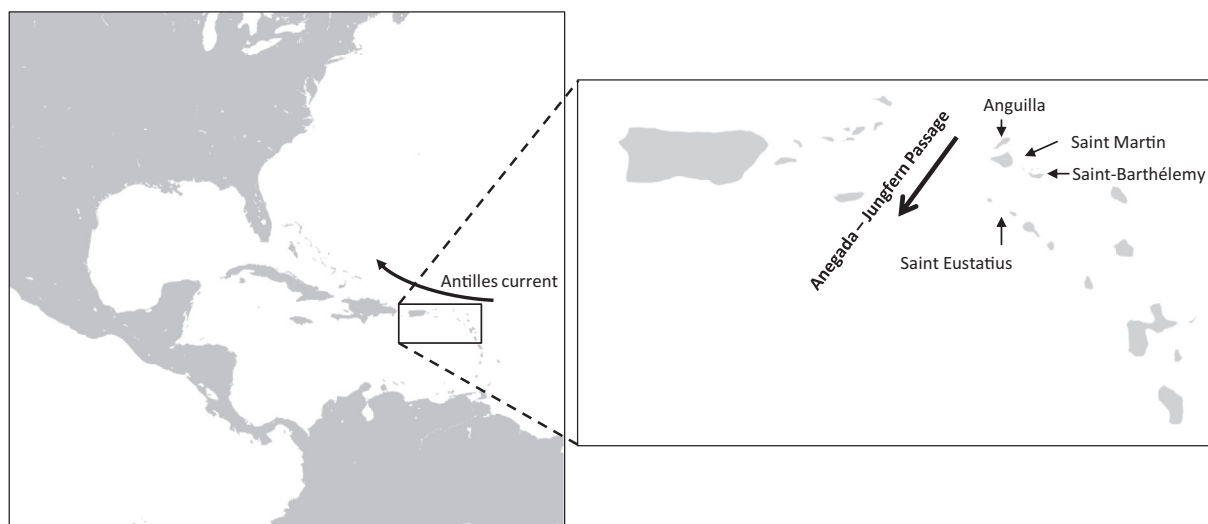 Antilles current
Anguilla
Saint Martin
Saint-Barthélemy
Anegada – Jungfern Passage
Saint Eustatius